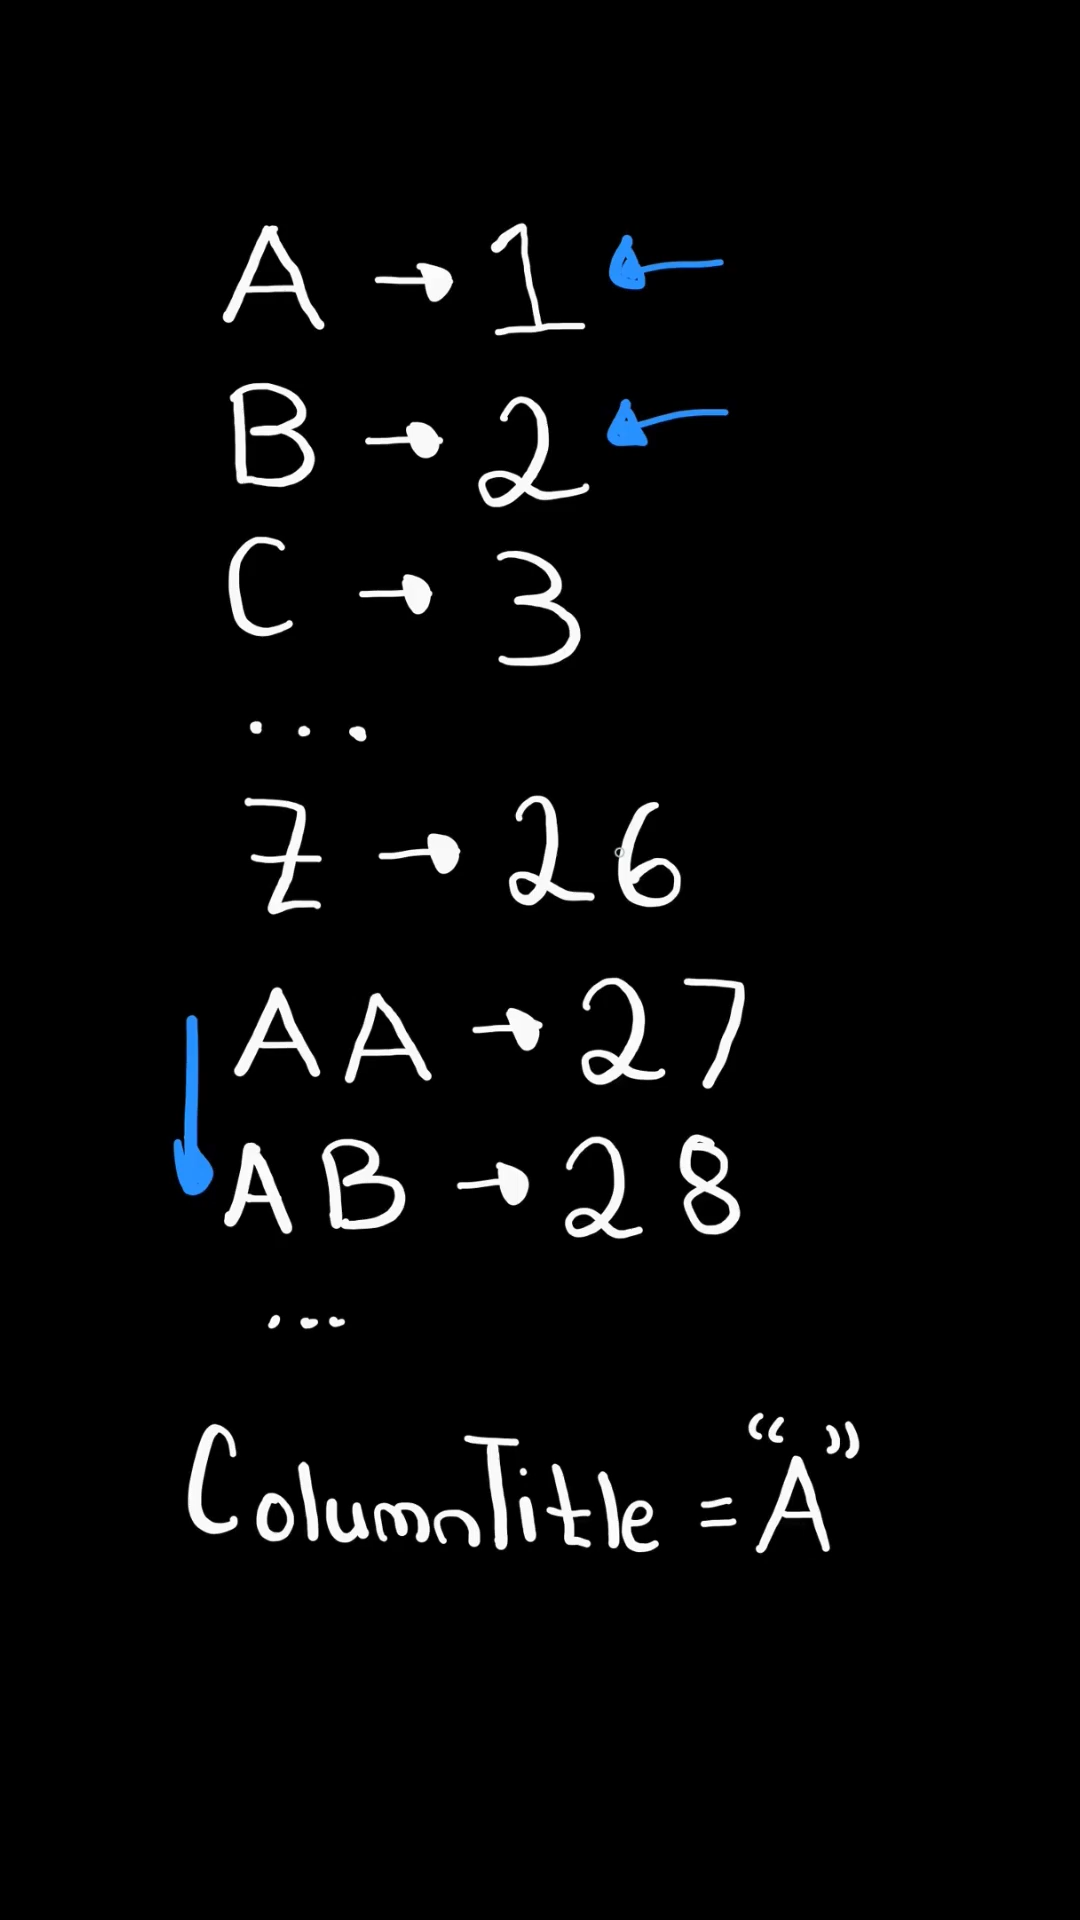 A → 1
B → 2
C → 3
...
Z → 26
AA → 27
AB → 28
...
ColumnTitle = “A”